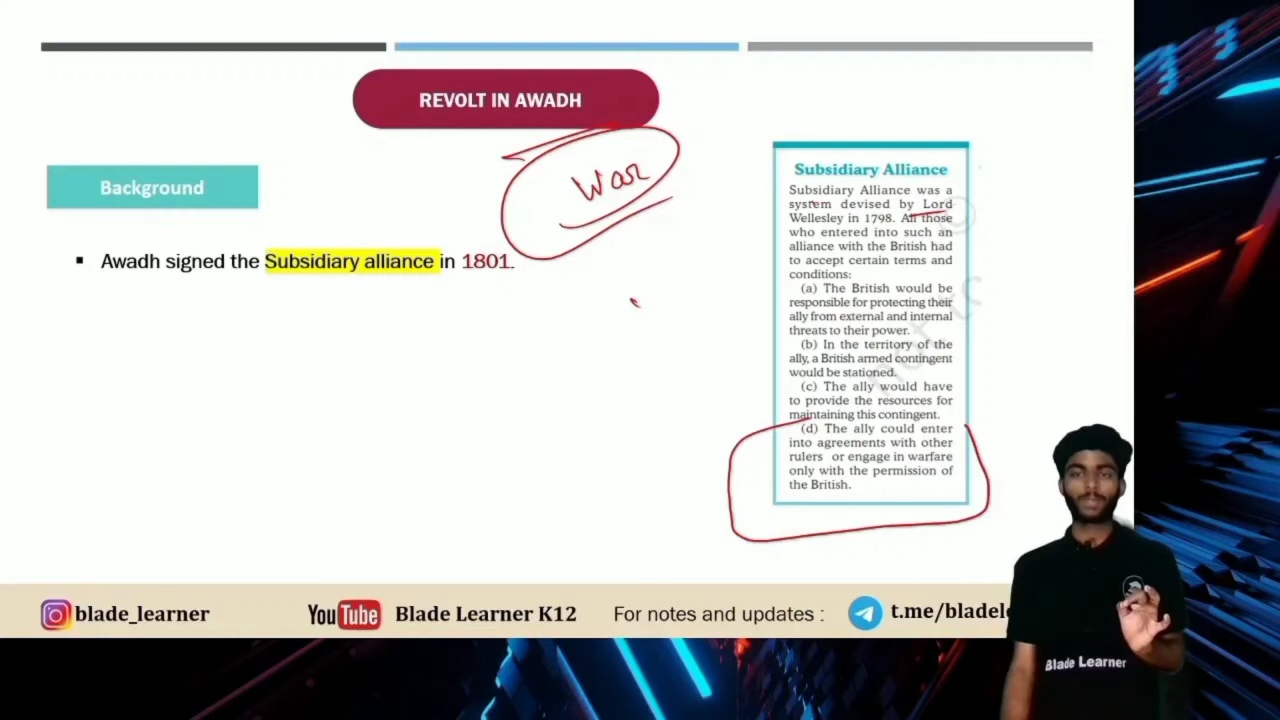 REVOLT IN AWADH
War
Background
▪ Awadh signed the Subsidiary alliance in 1801.
Subsidiary Alliance
Subsidiary Alliance was a
system devised by Lord
Wellesley in 1798. All those
who entered into such an
alliance with the British had
to accept certain terms and
conditions:
(a) The British would be
responsible for protecting their
ally from external and internal
threats to their power.
(b) In the territory of the
ally, a British armed contingent
would be stationed.
(c) The ally would have
to provide the resources for
maintaining this contingent.
(d) The ally could enter
into agreements with other
rulers or engage in warfare
only with the permission of
the British.
blade_learner
YouTube Blade Learner K12
For notes and updates :
Blade Learner